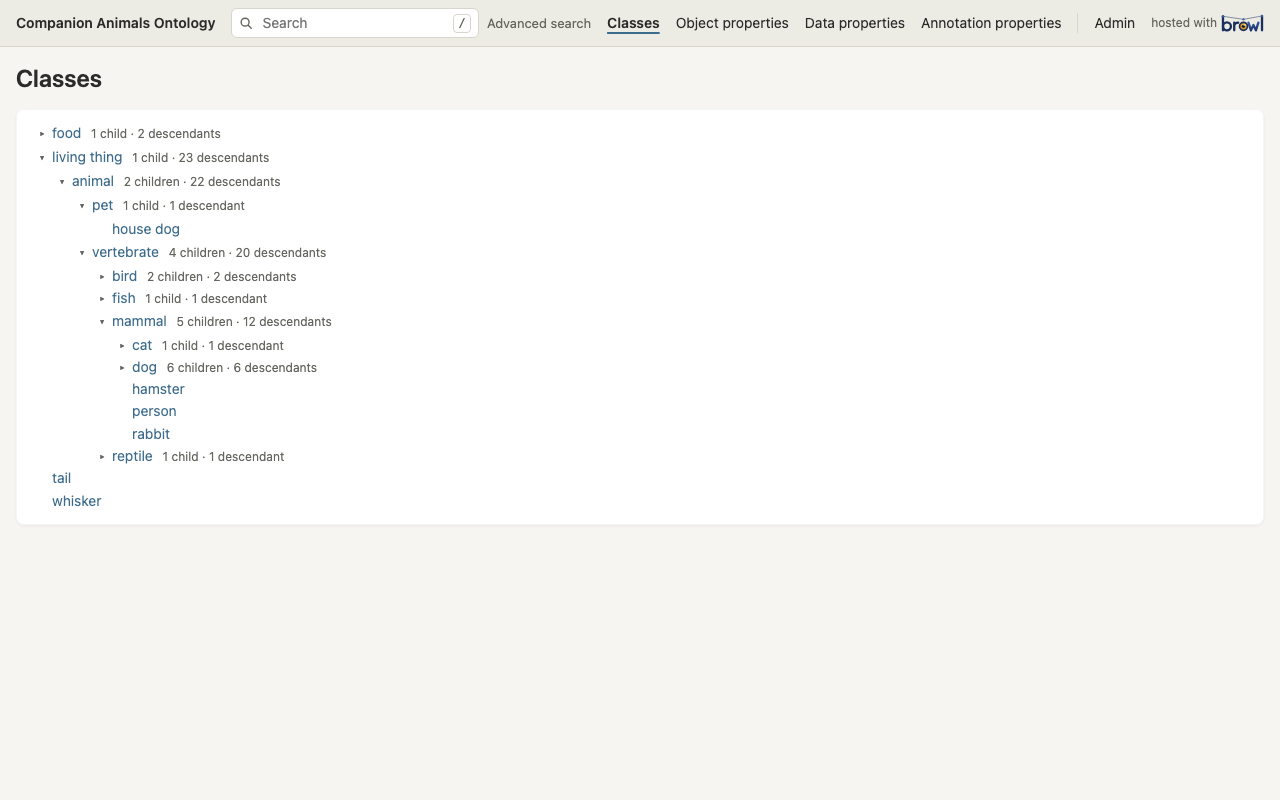 Companion Animals Ontology Search / Advanced search Classes Object properties Data properties Annotation properties Admin hosted with browl
Classes
food 1 child · 2 descendants
living thing 1 child · 23 descendants
animal 2 children · 22 descendants
pet 1 child · 1 descendant
house dog
vertebrate 4 children · 20 descendants
bird 2 children · 2 descendants
fish 1 child · 1 descendant
mammal 5 children · 12 descendants
cat 1 child · 1 descendant
dog 6 children · 6 descendants
hamster
person
rabbit
reptile 1 child · 1 descendant
tail
whisker